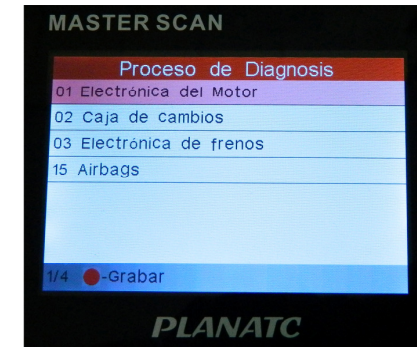 MASTER SCAN
Proceso de Diagnosis
01 Electrónica del Motor
02 Caja de cambios
03 Electrónica de frenos
15 Airbags
1/4 -Grabar
PLANATC